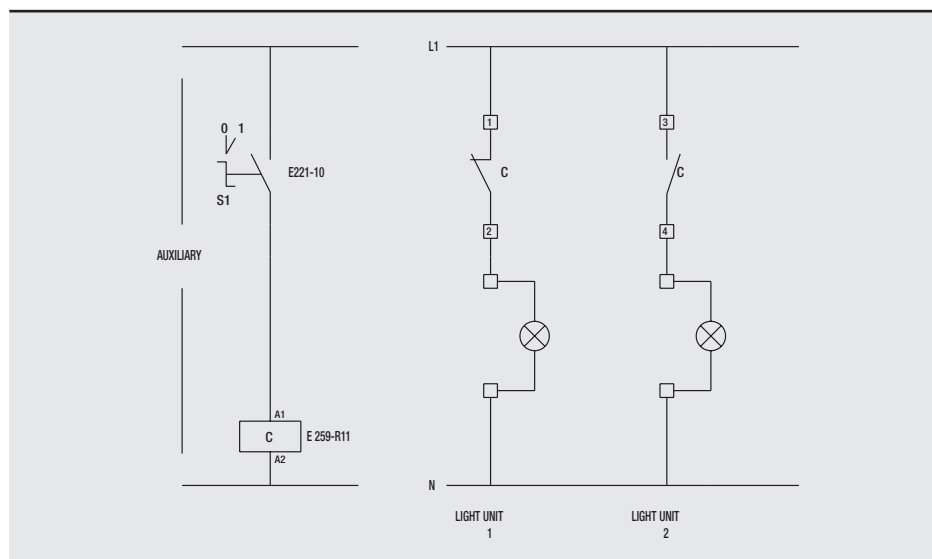 L1
0 1
E221-10
S1
AUXILIARY
A1
C
E 259-R11
A2
1
C
2
3
C
4
N
LIGHT UNIT
1
LIGHT UNIT
2